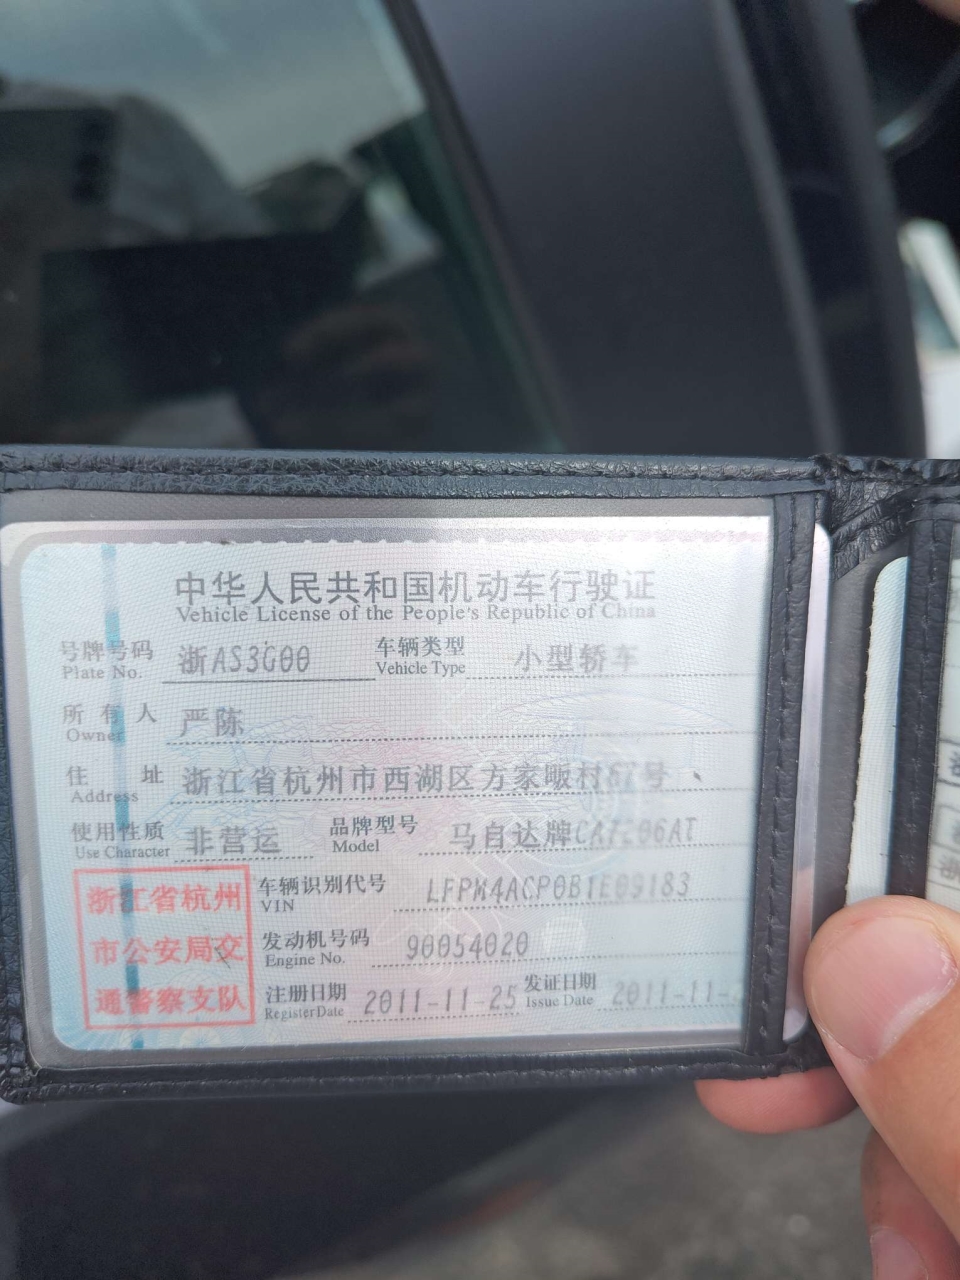 中华人民共和国机动车行驶证
Vehicle License of the People's Republic of China
号牌号码 浙AS3G00 车辆类型 小型轿车
Plate No. Vehicle Type
所有人 严陈
Owner
住址 浙江省杭州市西湖区方家畈村87号
Address
使用性质 非营运 品牌型号 马自达牌CA7206AT
Use Character Model
浙江省杭州
市公安局交
通警察支队
车辆识别代号 LFPM4ACP0B1E09183
VIN
发动机号码 90054020
Engine No.
注册日期 2011-11-25 发证日期 2011-11-
Register Date Issue Date